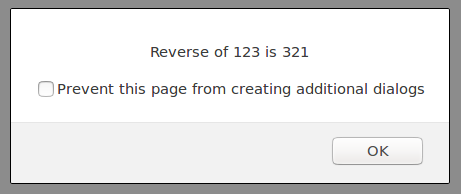 Reverse of 123 is 321
Prevent this page from creating additional dialogs
OK